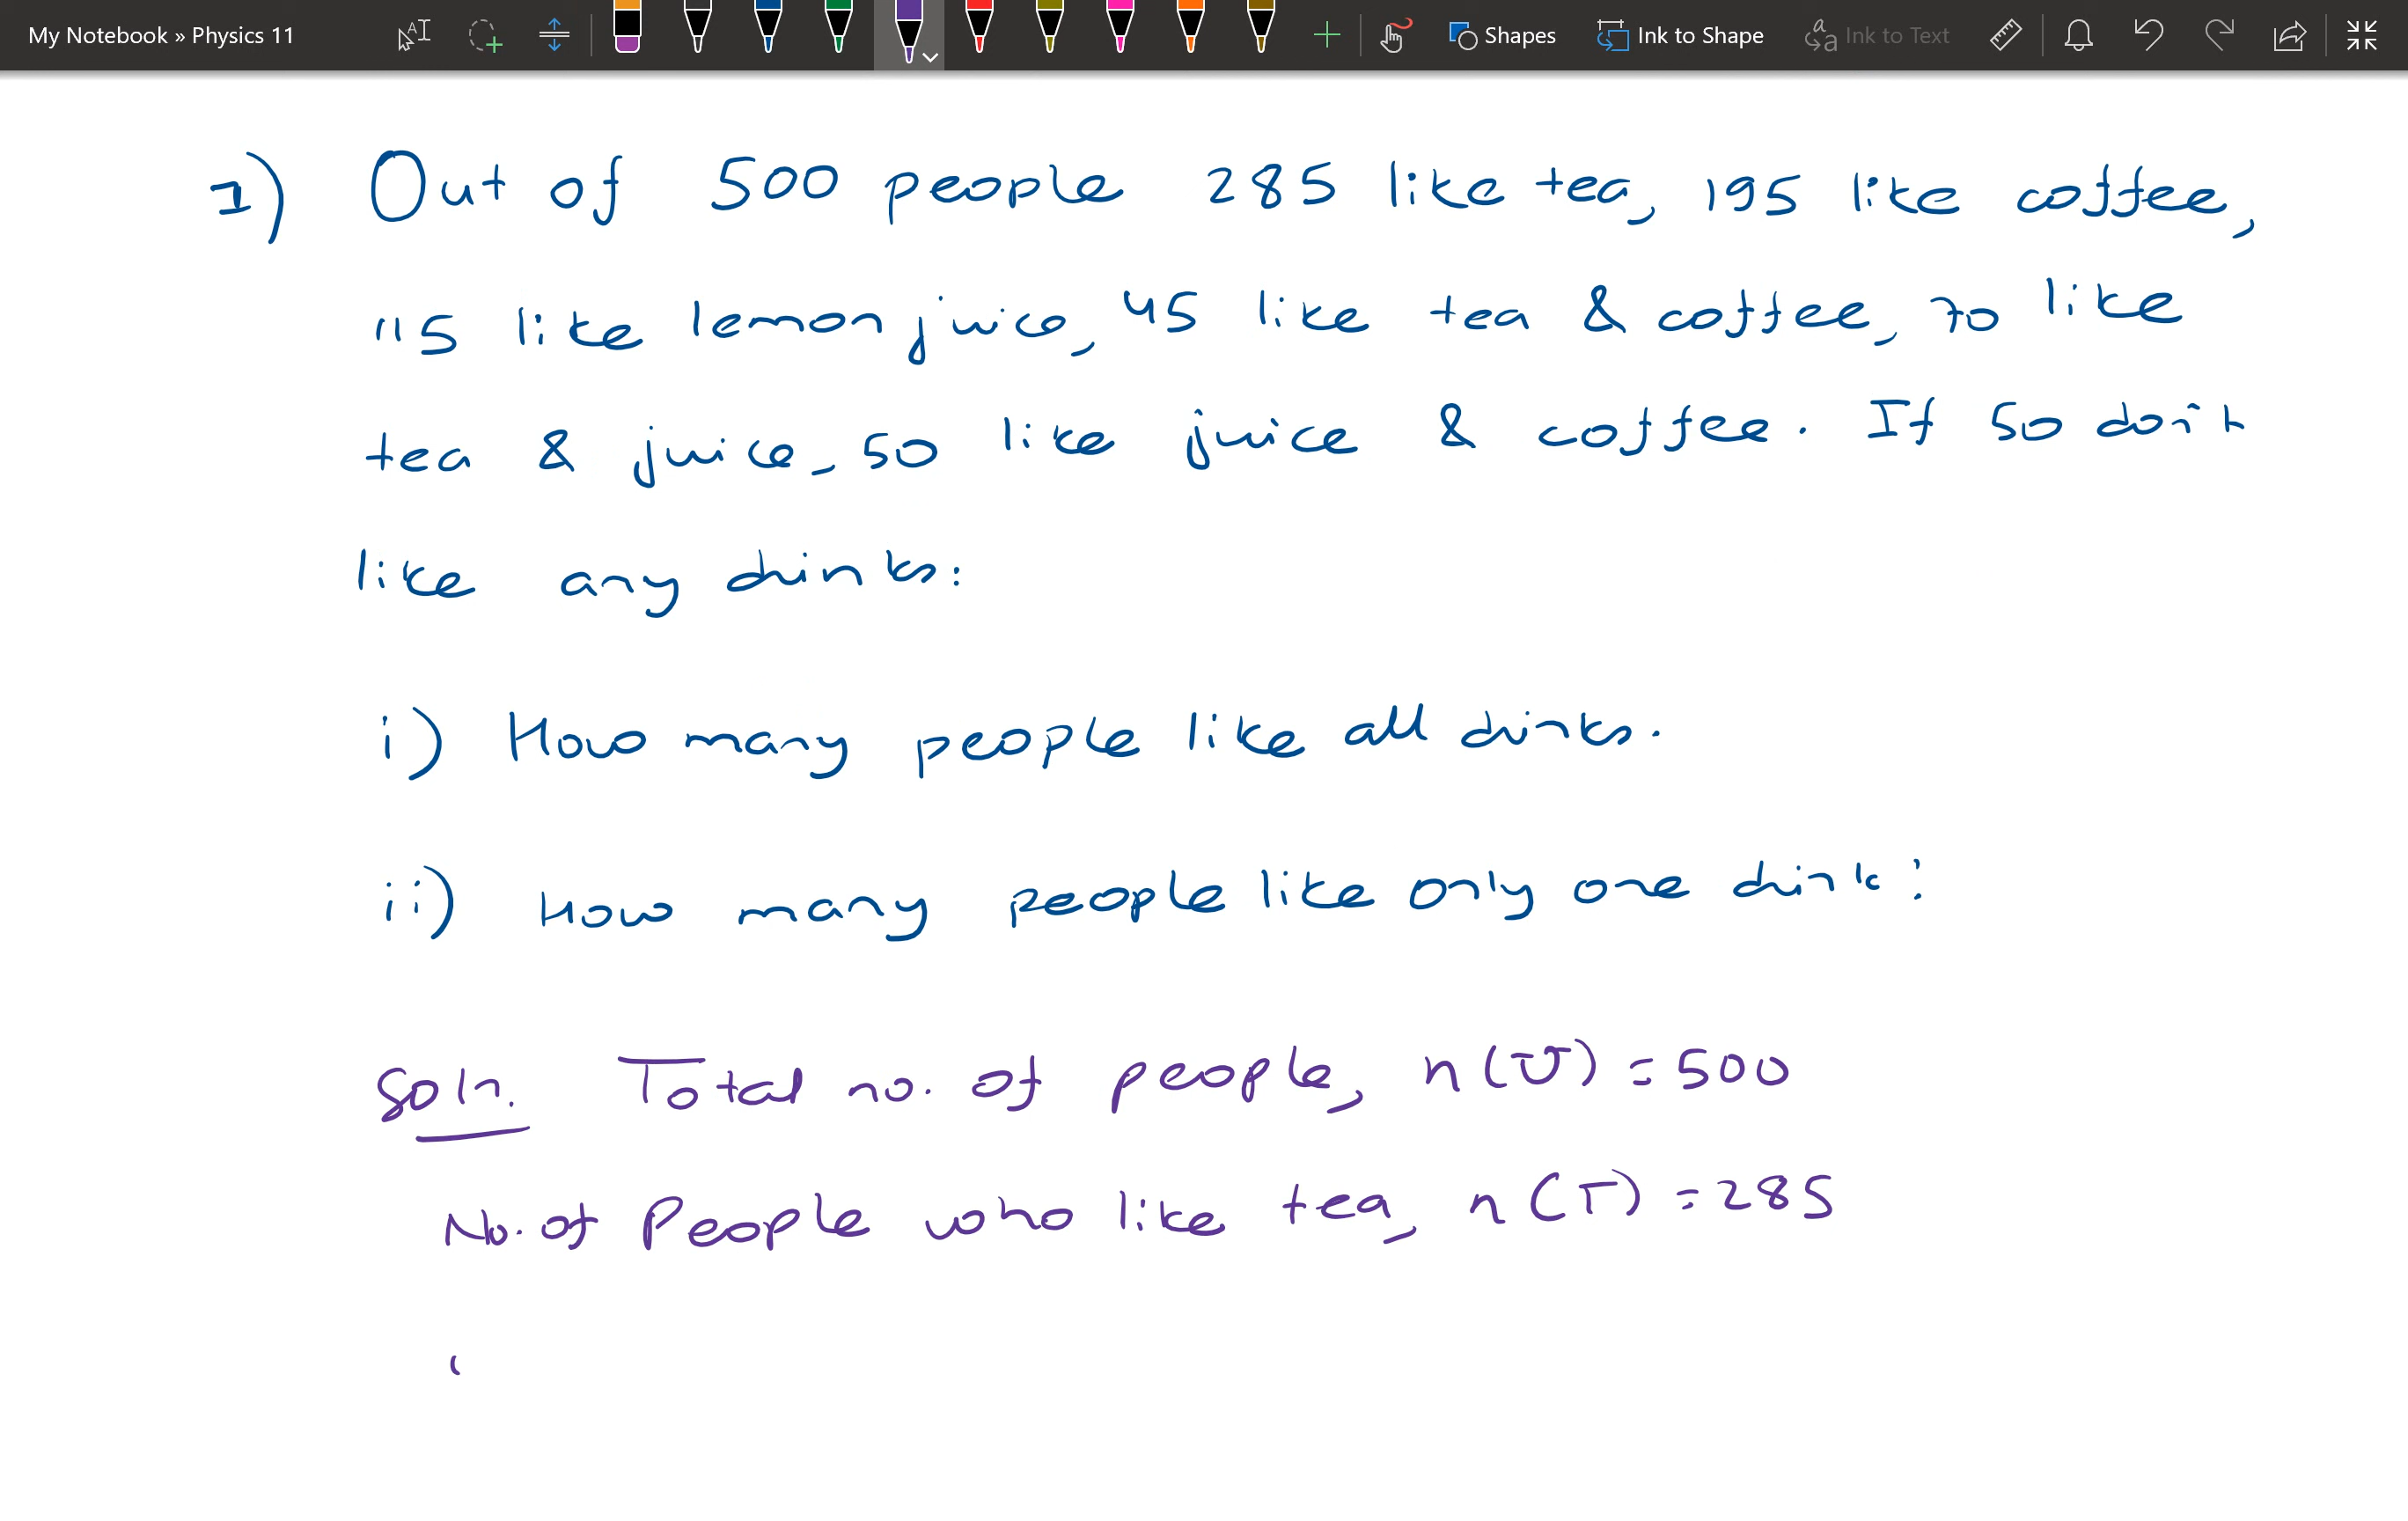 My Notebook » Physics 11 Shapes Ink to Shape Ink to Text
1) Out of 500 people 285 like tea, 195 like coffee,
115 like lemon juice, 45 like tea & coffee, 70 like
tea & juice, 50 like juice & coffee. If 50 don't
like any drinks:
i) How many people like all drinks.
ii) How many people like only one drink:
Soln. Total no. of people, n(U) = 500
No. of People who like tea, n(T) = 285